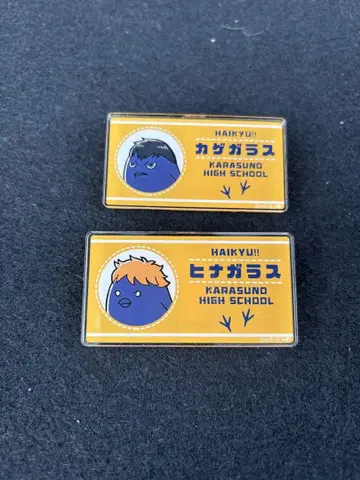 HAIKYU!!
カゲガラス
KARASUNO
HIGH SCHOOL
HAIKYU!!
ヒナガラス
KARASUNO
HIGH SCHOOL